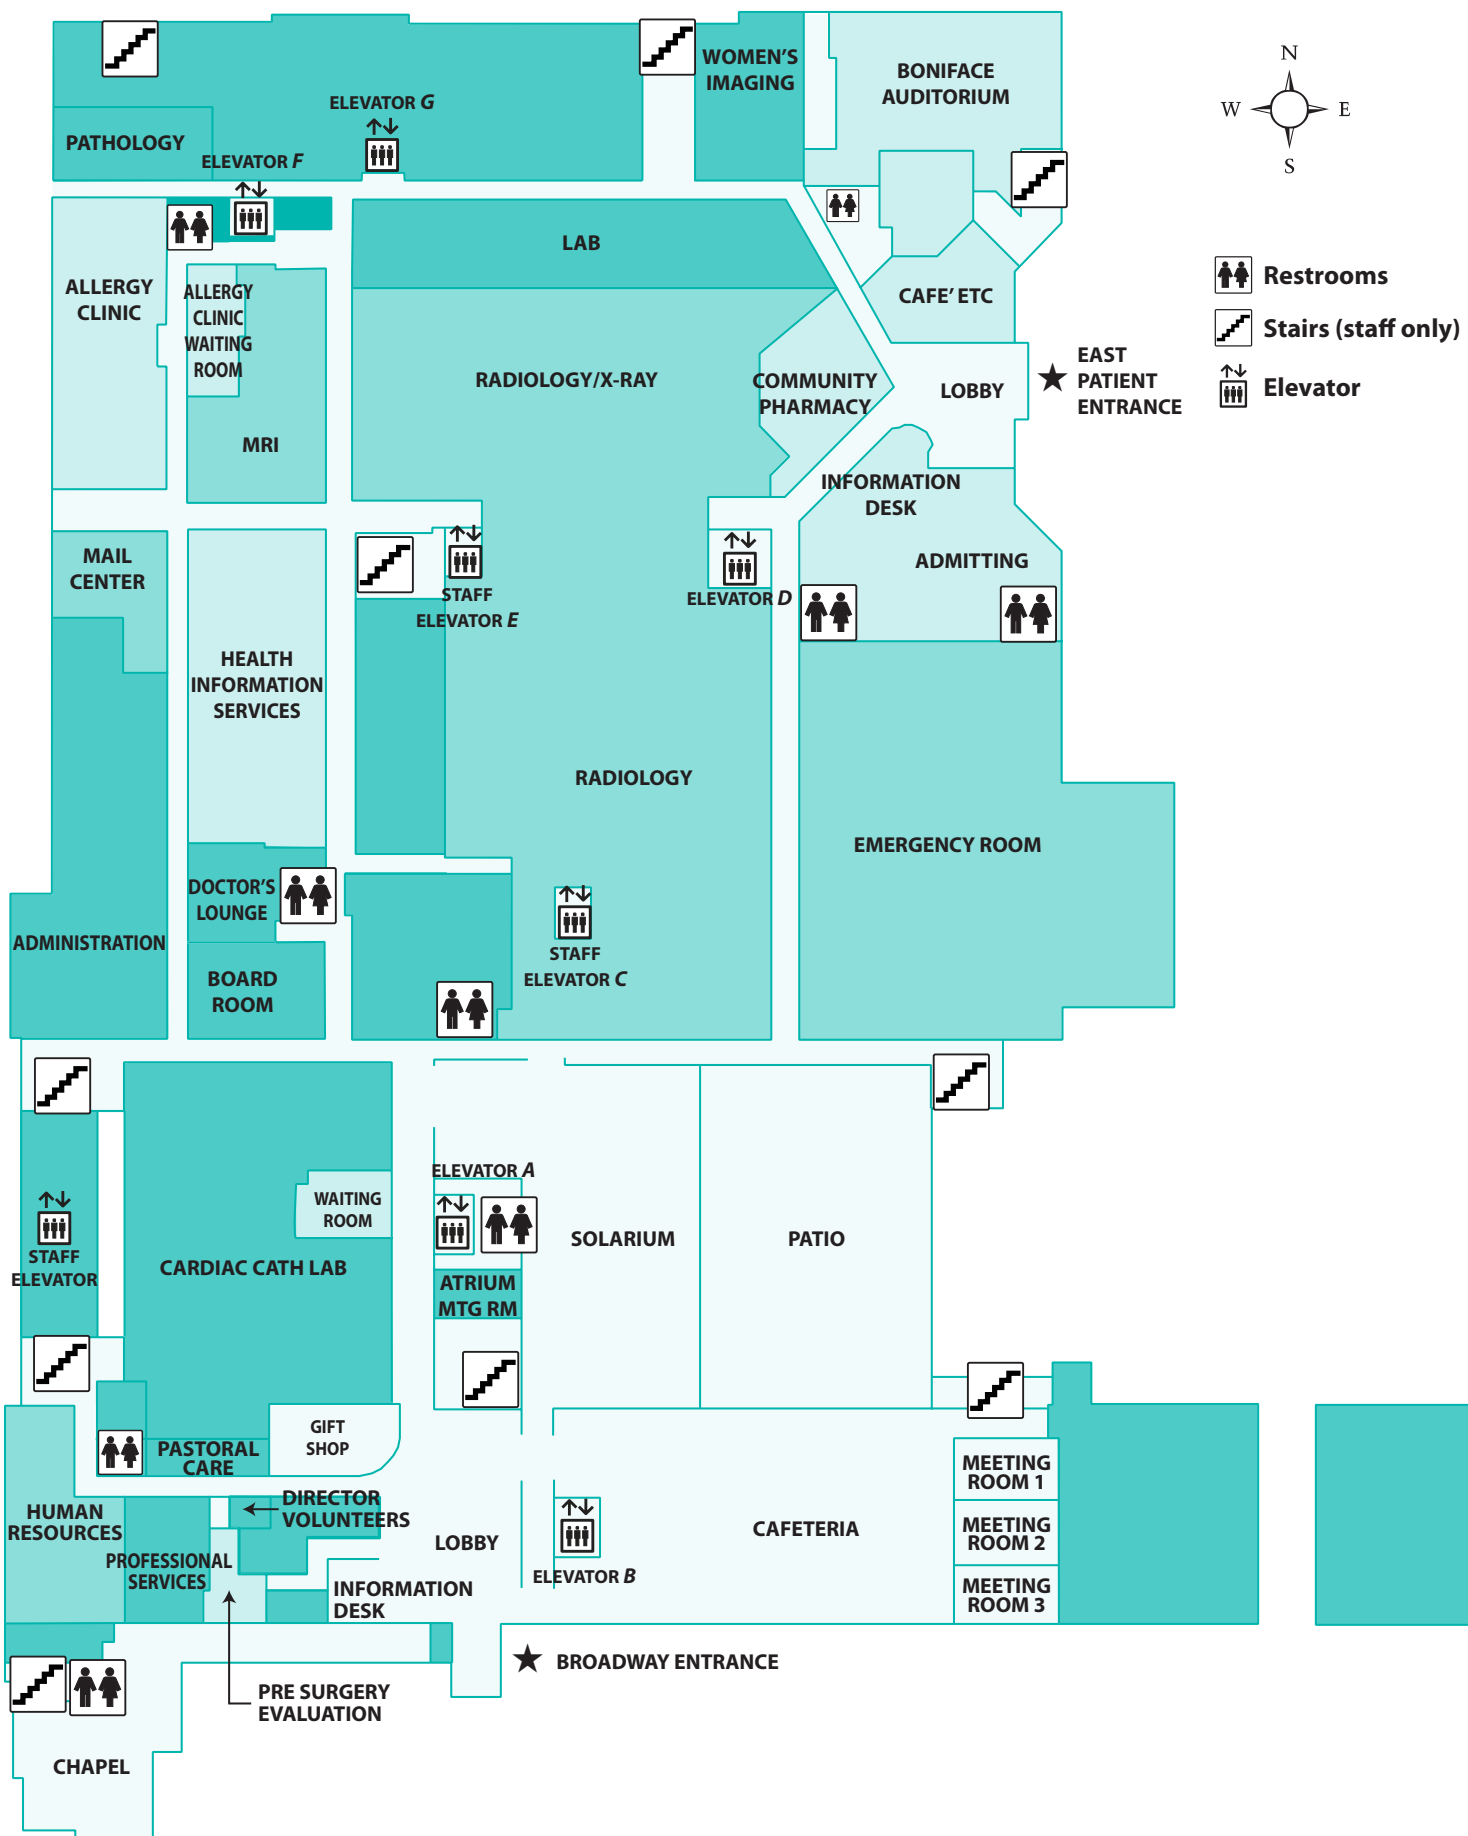 WOMEN'S
IMAGING
BONIFACE
AUDITORIUM
N
W
E
S
ELEVATOR G
PATHOLOGY
ELEVATOR F
LAB
ALLERGY
CLINIC
ALLERGY
CLINIC
WAITING
ROOM
CAFE' ETC
Restrooms
Stairs (staff only)
Elevator
RADIOLOGY/X-RAY
COMMUNITY
PHARMACY
LOBBY
EAST
PATIENT
ENTRANCE
MRI
INFORMATION
DESK
MAIL
CENTER
ADMITTING
STAFF
ELEVATOR E
ELEVATOR D
HEALTH
INFORMATION
SERVICES
RADIOLOGY
EMERGENCY ROOM
DOCTOR'S
LOUNGE
ADMINISTRATION
STAFF
ELEVATOR C
BOARD
ROOM
ELEVATOR A
WAITING
ROOM
SOLARIUM
PATIO
STAFF
ELEVATOR
CARDIAC CATH LAB
ATRIUM
MTG RM
GIFT
SHOP
PASTORAL
CARE
MEETING
ROOM 1
DIRECTOR
VOLUNTEERS
HUMAN
RESOURCES
LOBBY
CAFETERIA
MEETING
ROOM 2
PROFESSIONAL
SERVICES
ELEVATOR B
INFORMATION
DESK
MEETING
ROOM 3
BROADWAY ENTRANCE
PRE SURGERY
EVALUATION
CHAPEL